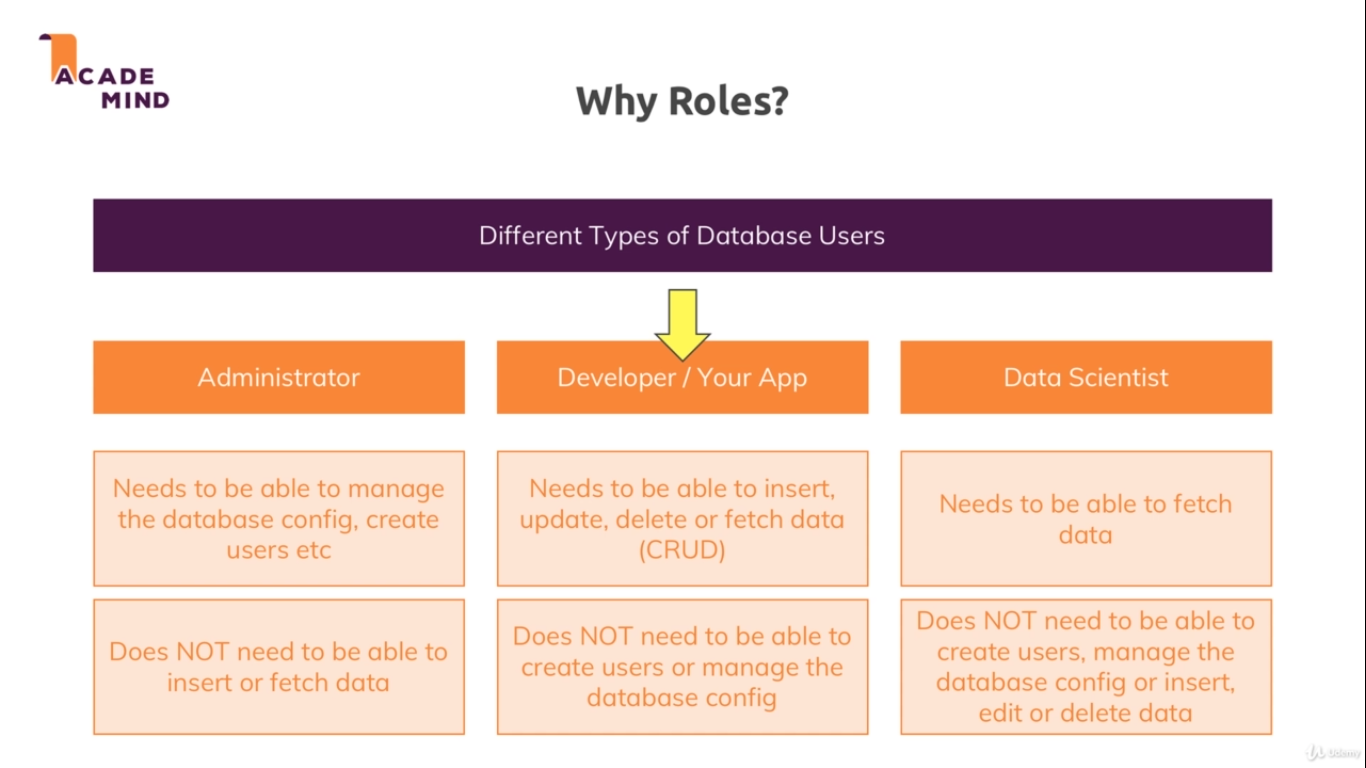 ACADE
MIND
Why Roles?
Different Types of Database Users
Administrator
Developer / Your App
Data Scientist
Needs to be able to manage
the database config, create
users etc
Needs to be able to insert,
update, delete or fetch data
(CRUD)
Needs to be able to fetch
data
Does NOT need to be able to
insert or fetch data
Does NOT need to be able to
create users or manage the
database config
Does NOT need to be able to
create users, manage the
database config or insert,
edit or delete data
Udemy